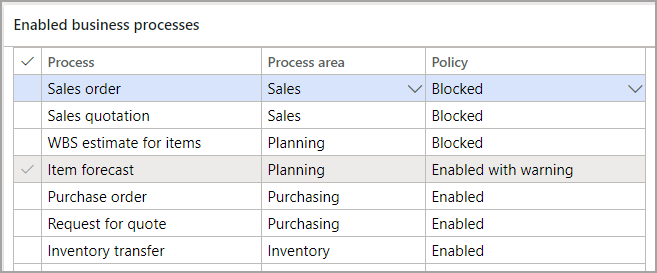 Enabled business processes
Process Process area Policy
Sales order Sales Blocked
Sales quotation Sales Blocked
WBS estimate for items Planning Blocked
Item forecast Planning Enabled with warning
Purchase order Purchasing Enabled
Request for quote Purchasing Enabled
Inventory transfer Inventory Enabled